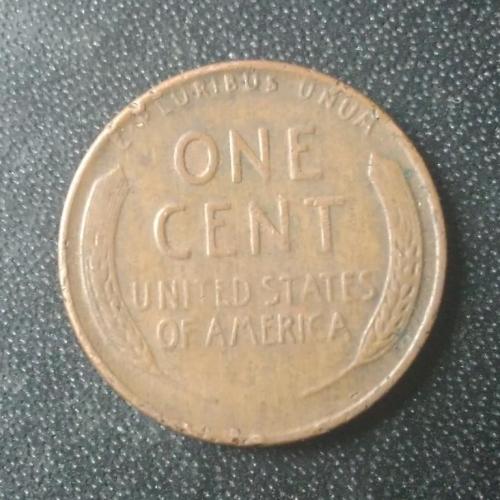 E PLURIBUS UNUM
ONE
CENT
UNITED STATES
OF AMERICA